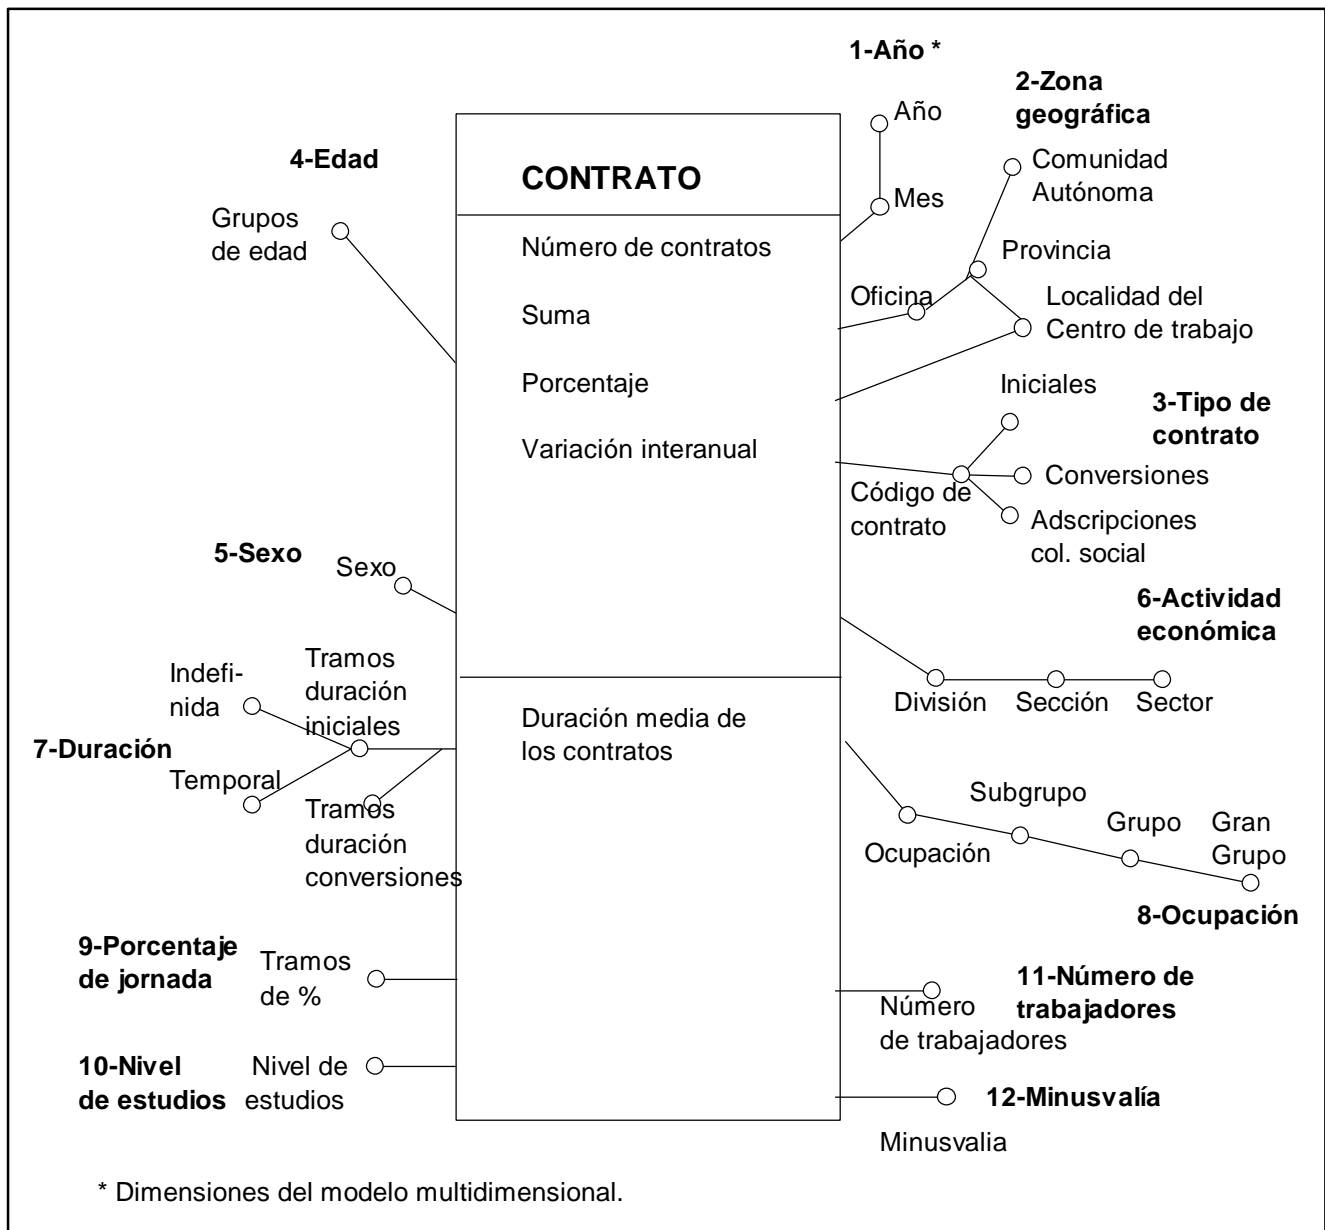 1-Año *
Año
Mes
2-Zona
geográfica
Comunidad
Autónoma
Provincia
Oficina
Localidad del
Centro de trabajo
4-Edad
Grupos
de edad
CONTRATO
Número de contratos
Suma
Porcentaje
Variación interanual
Iniciales
3-Tipo de
contrato
Código de
contrato
Conversiones
Adscripciones
col. social
5-Sexo
Sexo
6-Actividad
económica
División
Sección
Sector
Indefi-
nida
Tramos
duración
iniciales
7-Duración
Temporal
Tramos
duración
conversiones
Duración media de
los contratos
Subgrupo
Grupo
Gran
Grupo
Ocupación
8-Ocupación
9-Porcentaje
de jornada
Tramos
de %
11-Número de
trabajadores
Número
de trabajadores
10-Nivel
de estudios
Nivel de
estudios
12-Minusvalía
Minusvalia
* Dimensiones del modelo multidimensional.